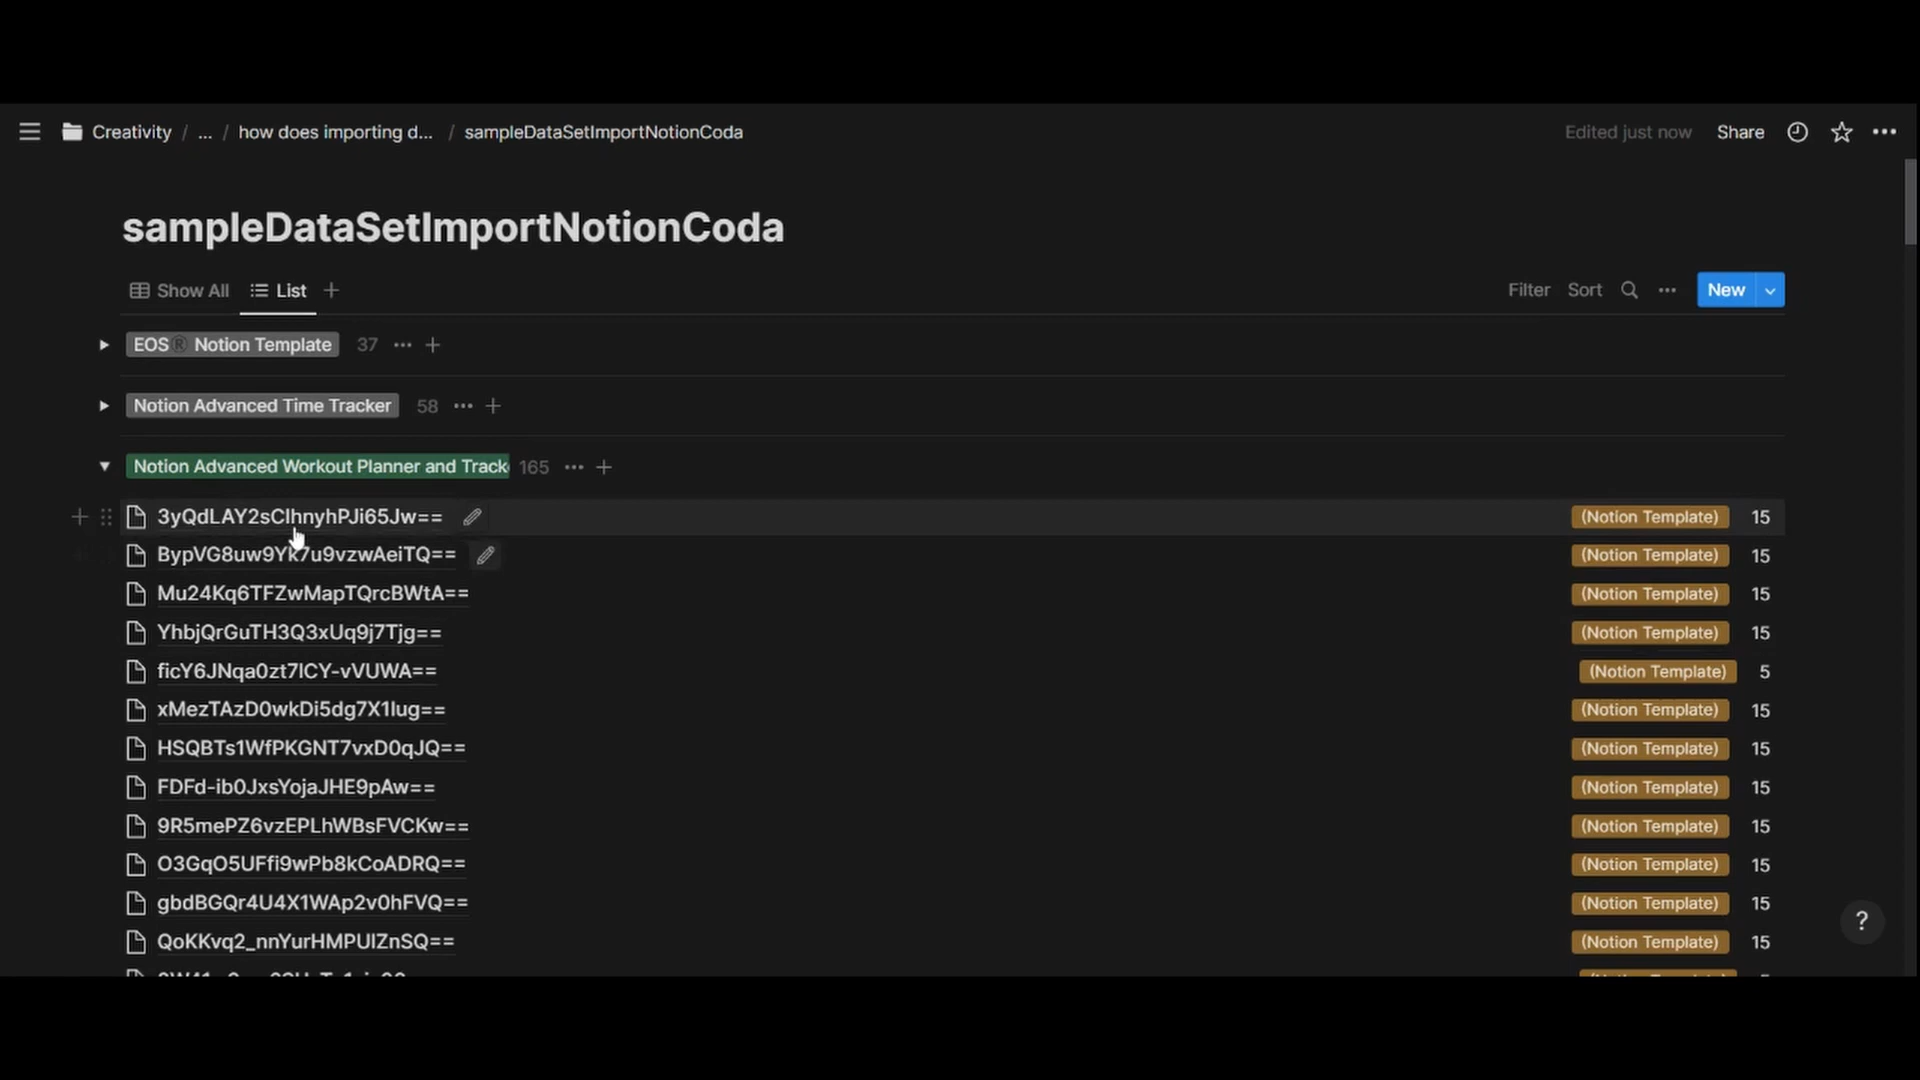 Creativity / ... / how does importing d... / sampleDataSetImportNotionCoda
Edited just now Share
sampleDataSetImportNotionCoda
Show All List
Filter Sort New
EOS® Notion Template 37
Notion Advanced Time Tracker 58
Notion Advanced Workout Planner and Track 165
3yQdLAY2sClhnyhPJi65Jw== (Notion Template) 15
BypVG8uw9Yk7u9vzwAeiTQ== (Notion Template) 15
Mu24Kq6TFZwMapTQrcBWtA== (Notion Template) 15
YhbjQrGuTH3Q3xUq9j7Tjg== (Notion Template) 15
ficY6JNqa0zt7lCY-vVUWA== (Notion Template) 5
xMezTAzD0wkDi5dg7X1lug== (Notion Template) 15
HSQBTs1WfPKGNT7vxD0qJQ== (Notion Template) 15
FDFd-ib0JxsYojaJHE9pAw== (Notion Template) 15
9R5mePZ6vzEPLhWBsFVCKw== (Notion Template) 15
O3GqO5UFfi9wPb8kCoADRQ== (Notion Template) 15
gbdBGQr4U4X1WAp2v0hFVQ== (Notion Template) 15
QoKKvq2_nnYurHMPUlZnSQ== (Notion Template) 15
?